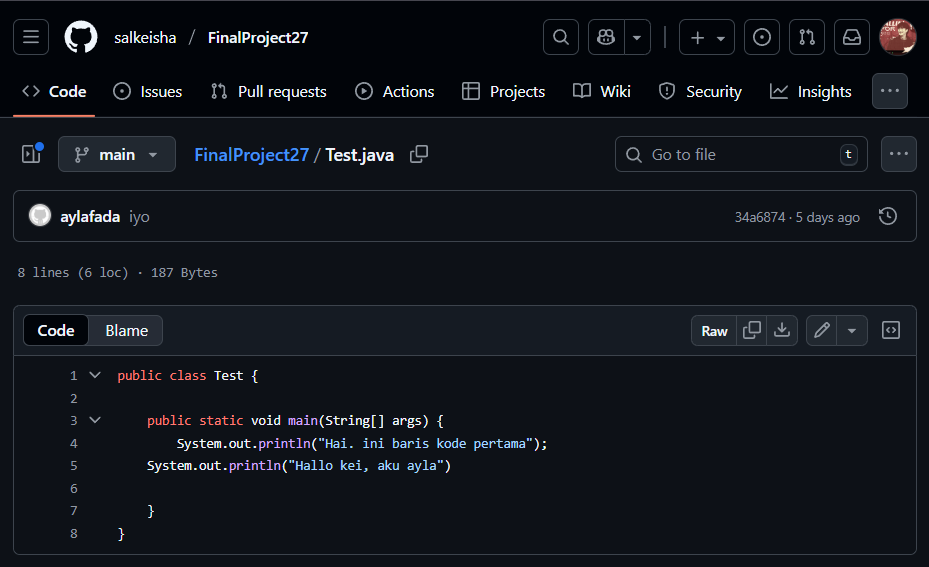 salkeisha / FinalProject27
Code Issues Pull requests Actions Projects Wiki Security Insights
main FinalProject27 / Test.java Go to file t
aylafada iyo 34a6874 · 5 days ago
8 lines (6 loc) · 187 Bytes
Code Blame Raw
1 public class Test {
2
3     public static void main(String[] args) {
4         System.out.println("Hai. ini baris kode pertama");
5     System.out.println("Hallo kei, aku ayla")
6
7     }
8 }